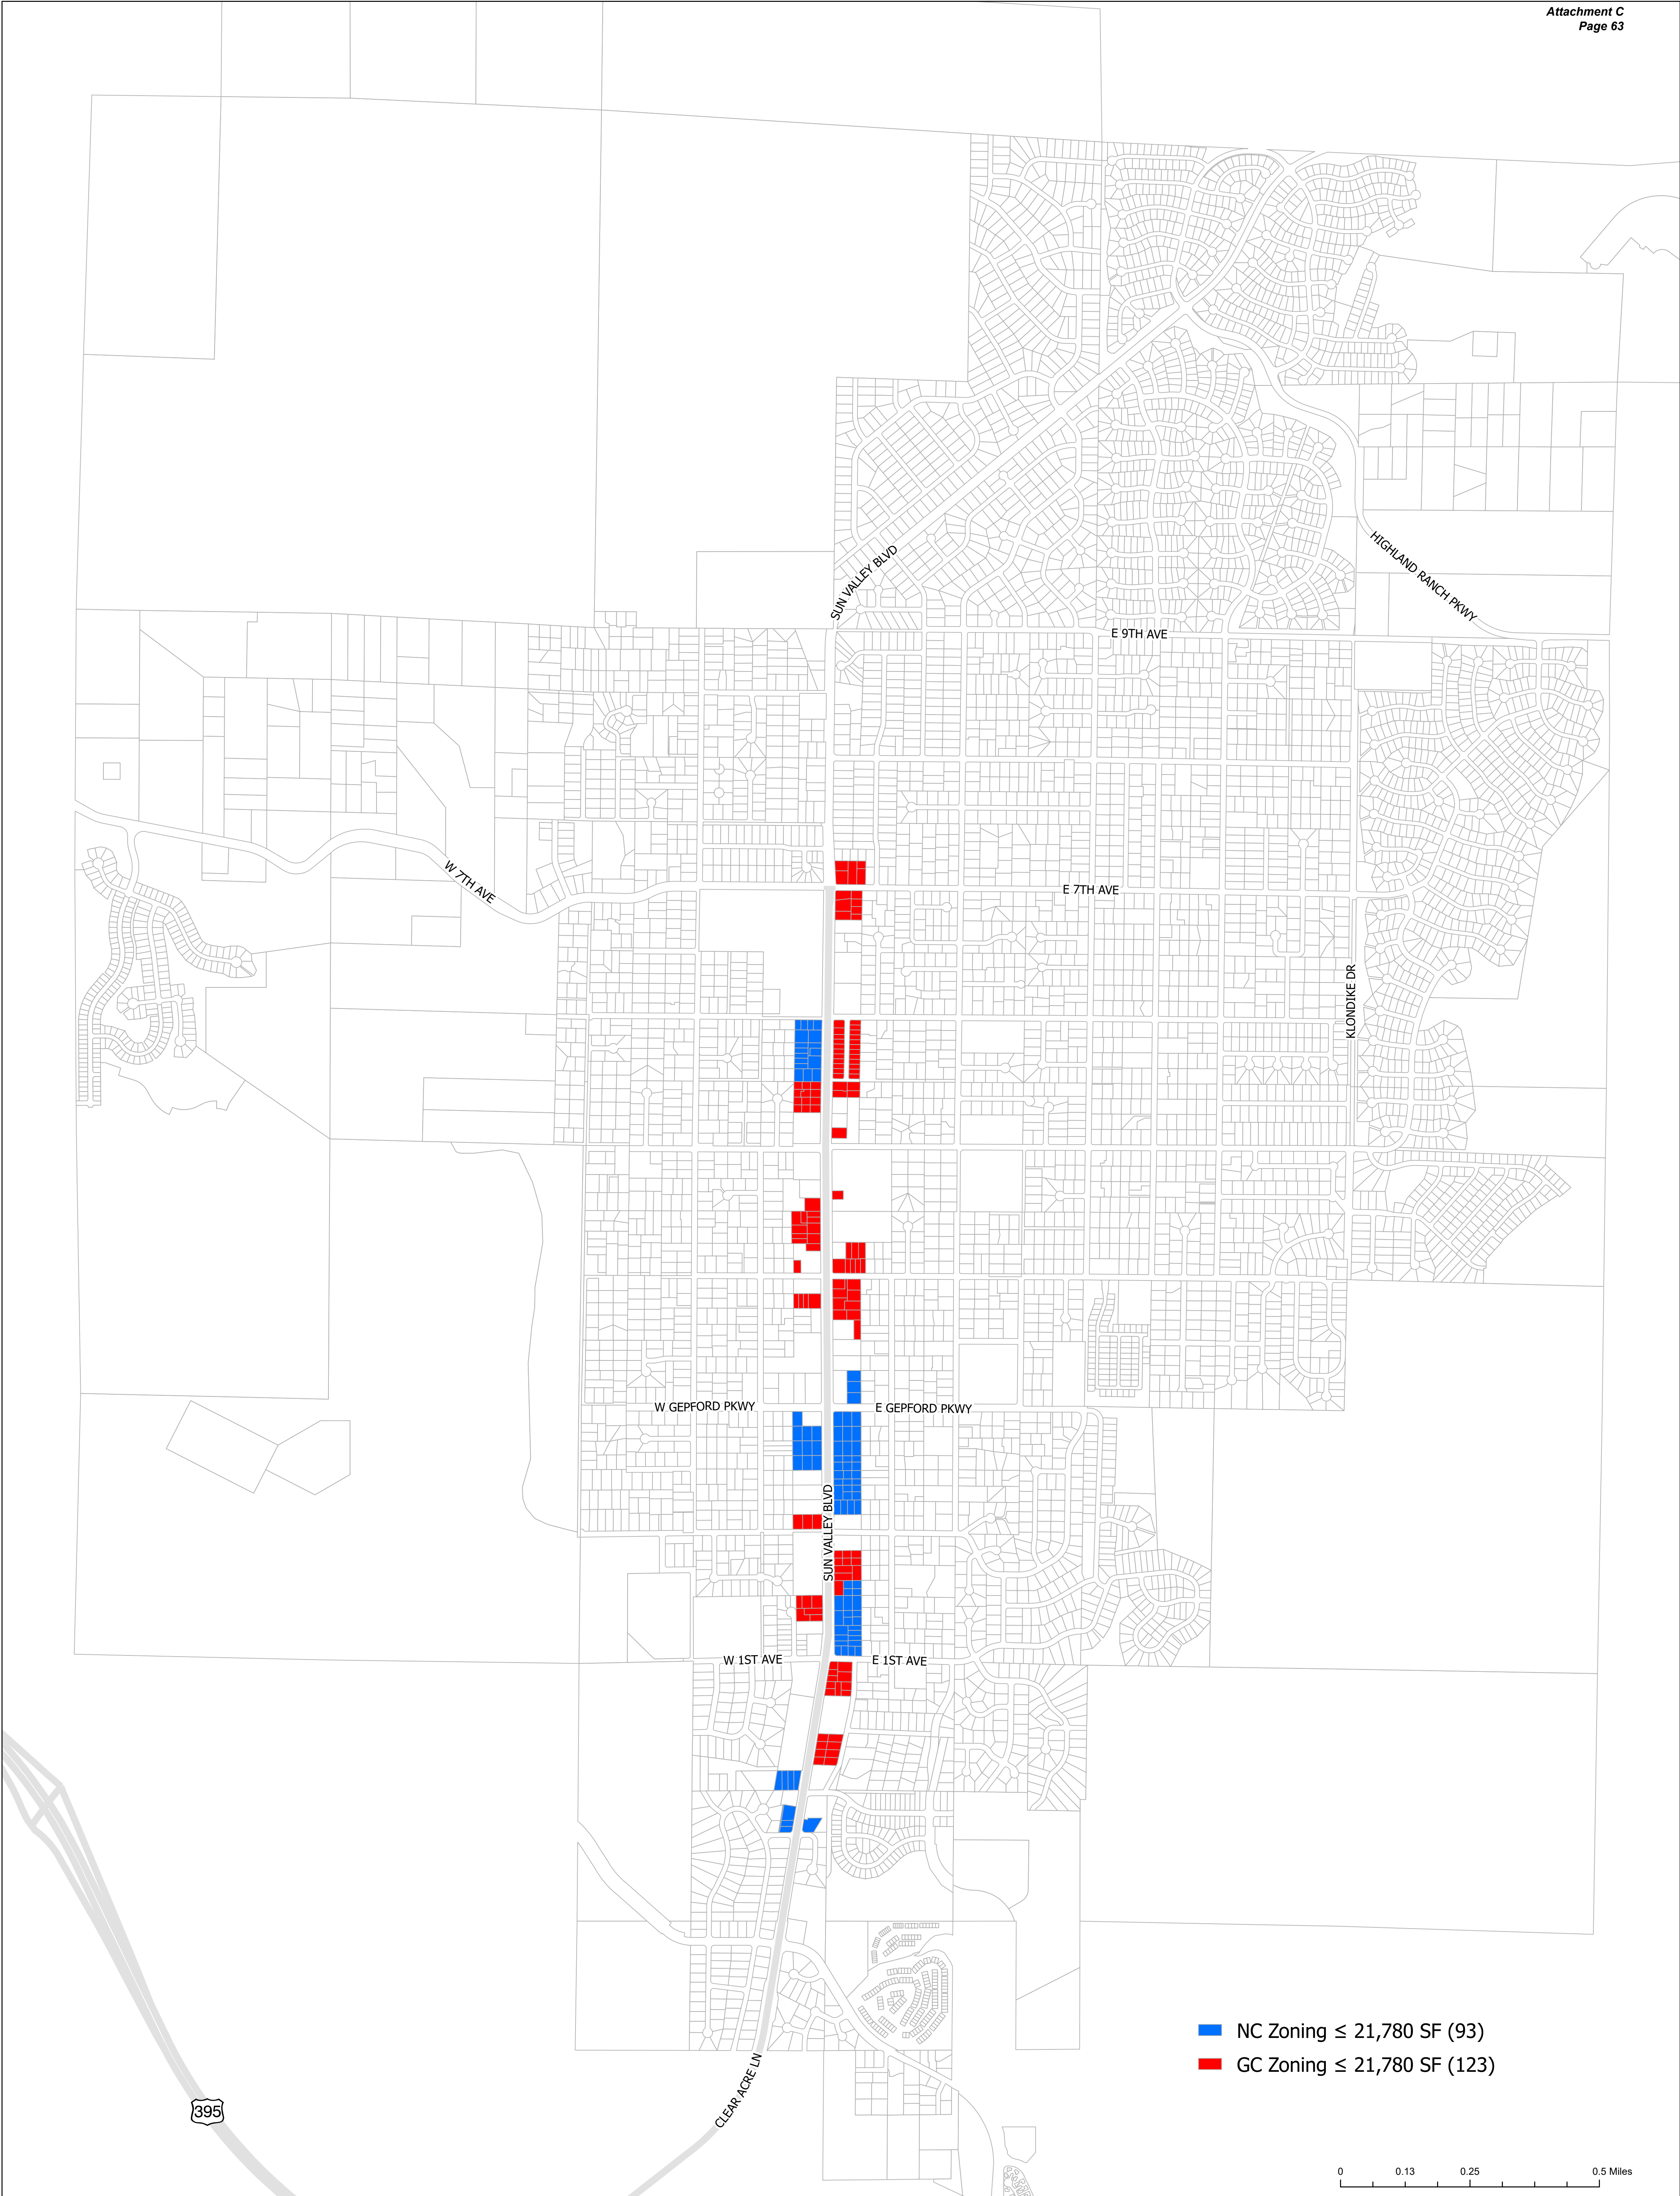 Attachment C
Page 63
SUN VALLEY BLVD
HIGHLAND RANCH PKWY
E 9TH AVE
W 7TH AVE
E 7TH AVE
KLONDIKE DR
W GEPFORD PKWY
E GEPFORD PKWY
SUN VALLEY BLVD
W 1ST AVE
E 1ST AVE
NC Zoning ≤ 21,780 SF (93)
GC Zoning ≤ 21,780 SF (123)
CLEAR ACRE LN
395
0 0.13 0.25 0.5 Miles